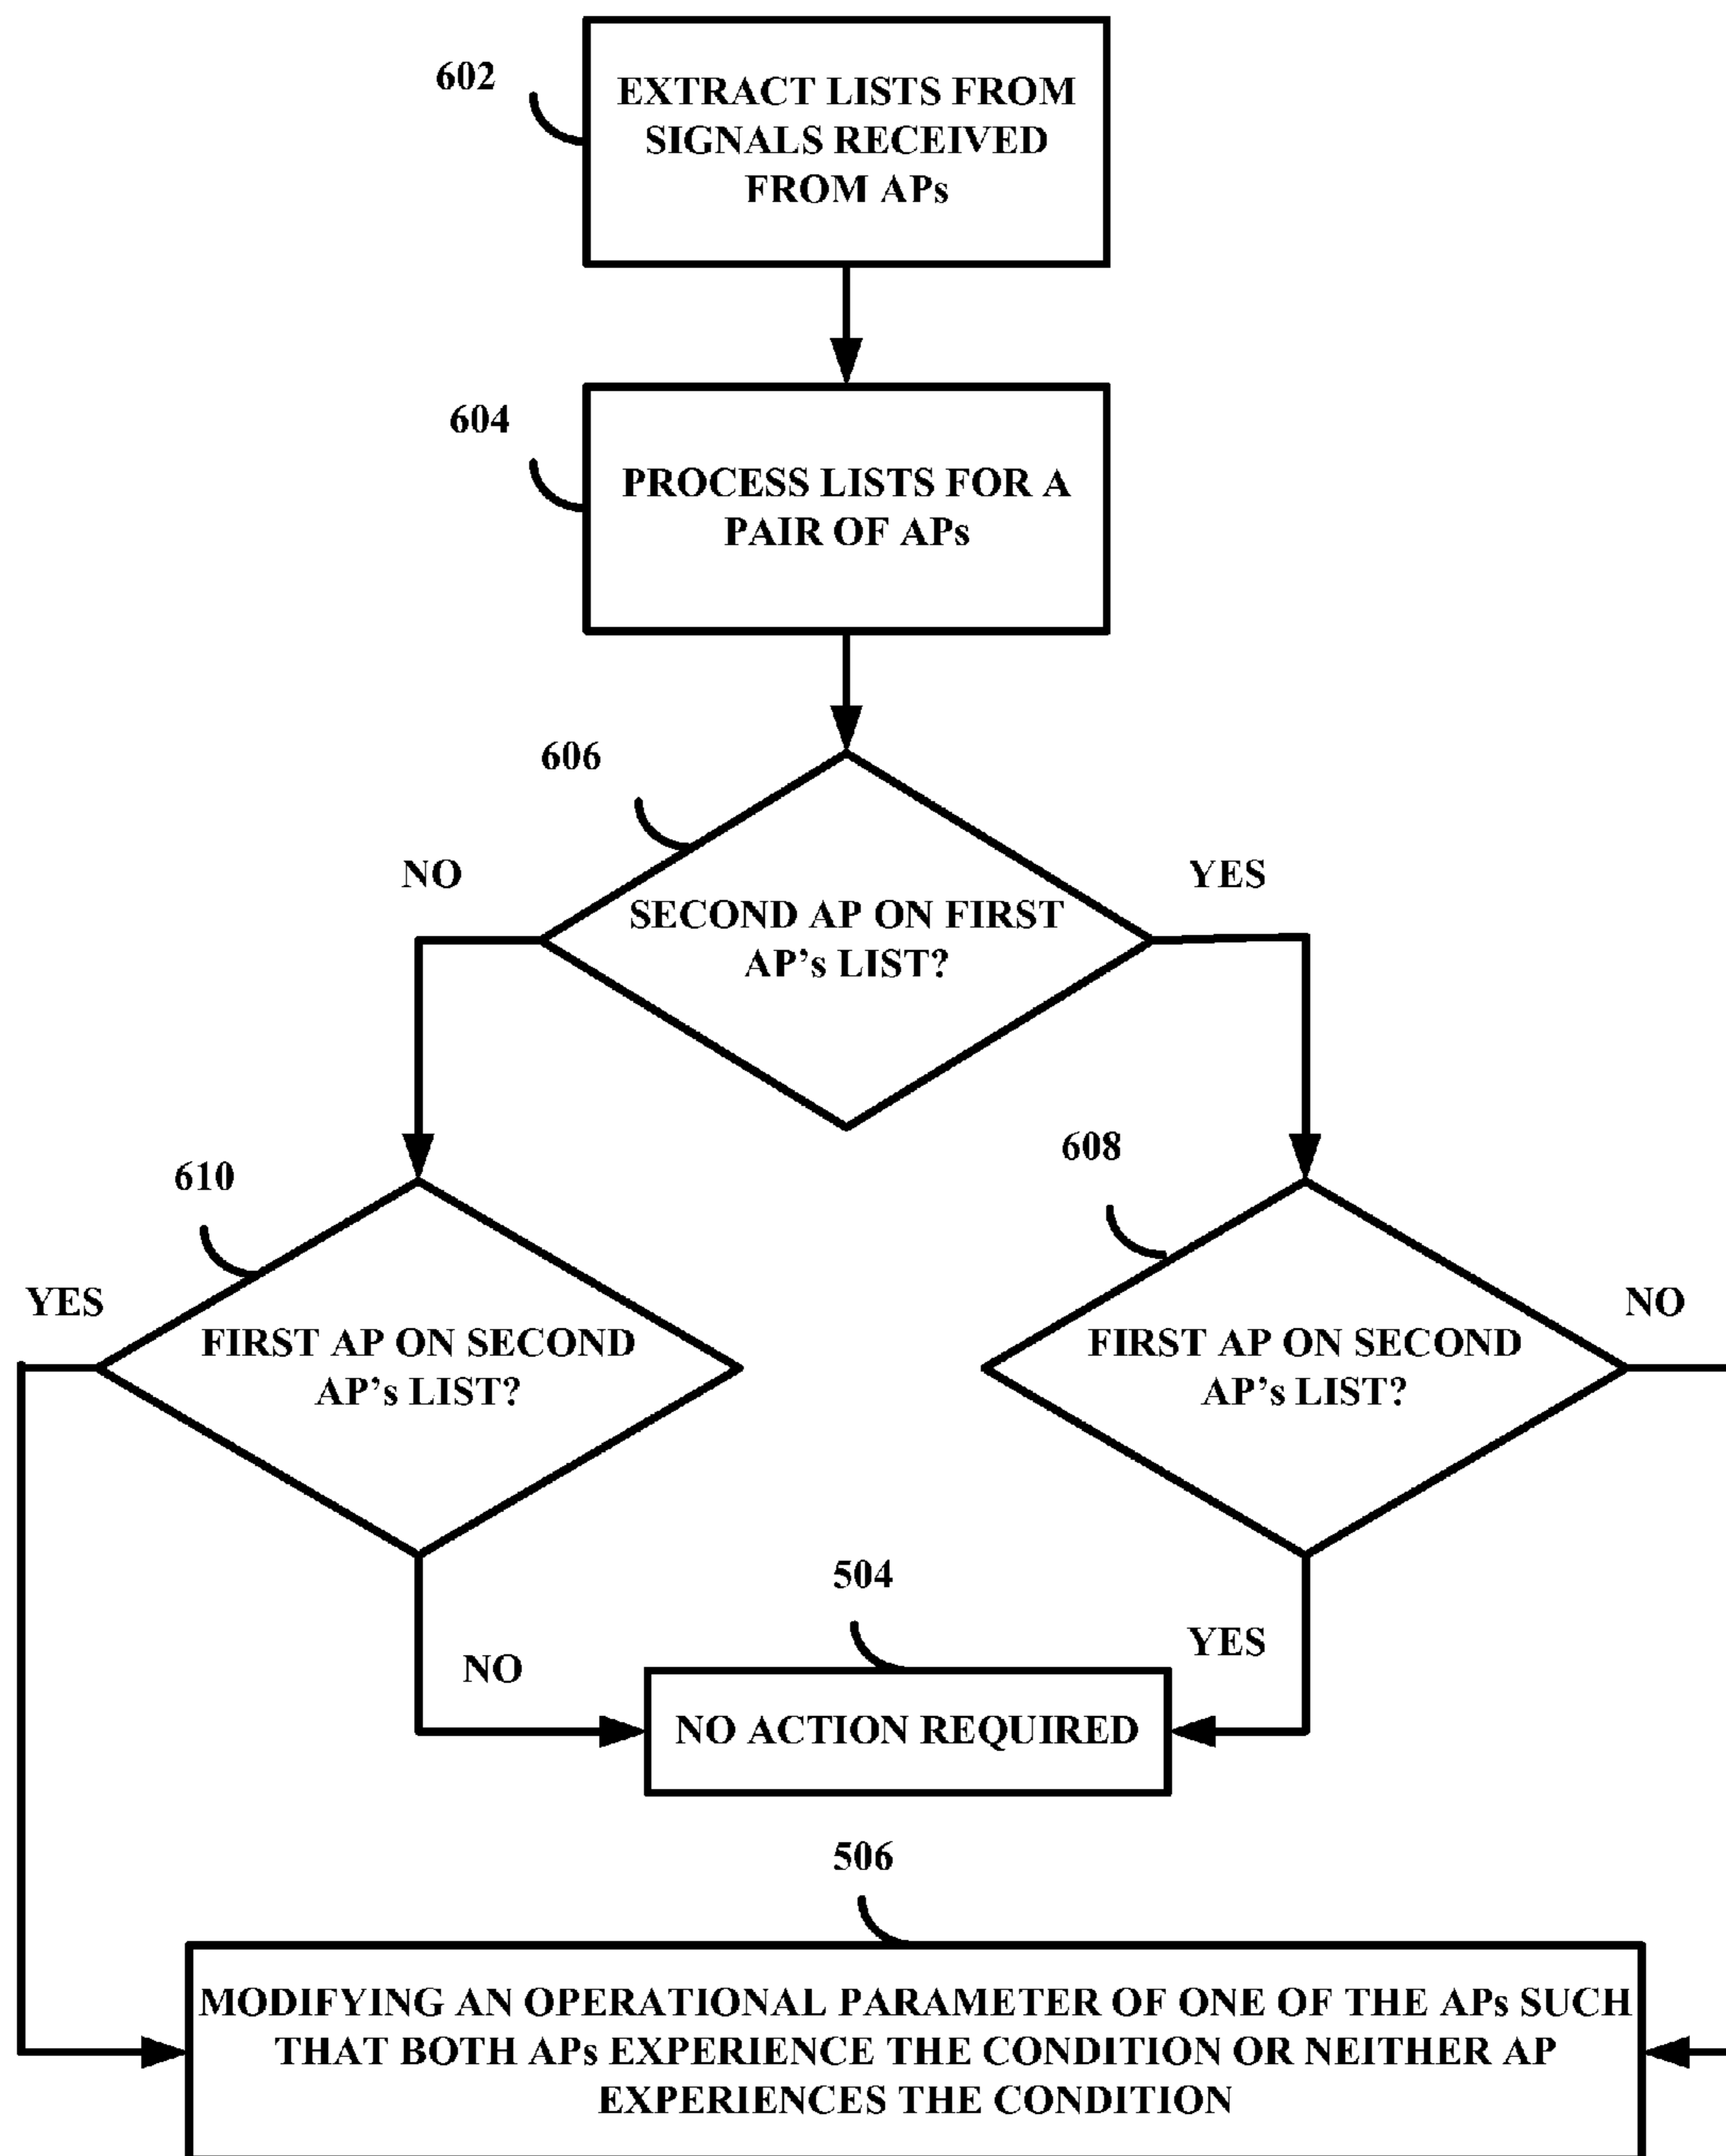 602
EXTRACT LISTS FROM
SIGNALS RECEIVED
FROM APs
604
PROCESS LISTS FOR A
PAIR OF APs
606
NO
YES
SECOND AP ON FIRST
AP's LIST?
610
608
YES
NO
FIRST AP ON SECOND
AP's LIST?
FIRST AP ON SECOND
AP's LIST?
504
NO
YES
NO ACTION REQUIRED
506
MODIFYING AN OPERATIONAL PARAMETER OF ONE OF THE APs SUCH
THAT BOTH APs EXPERIENCE THE CONDITION OR NEITHER AP
EXPERIENCES THE CONDITION